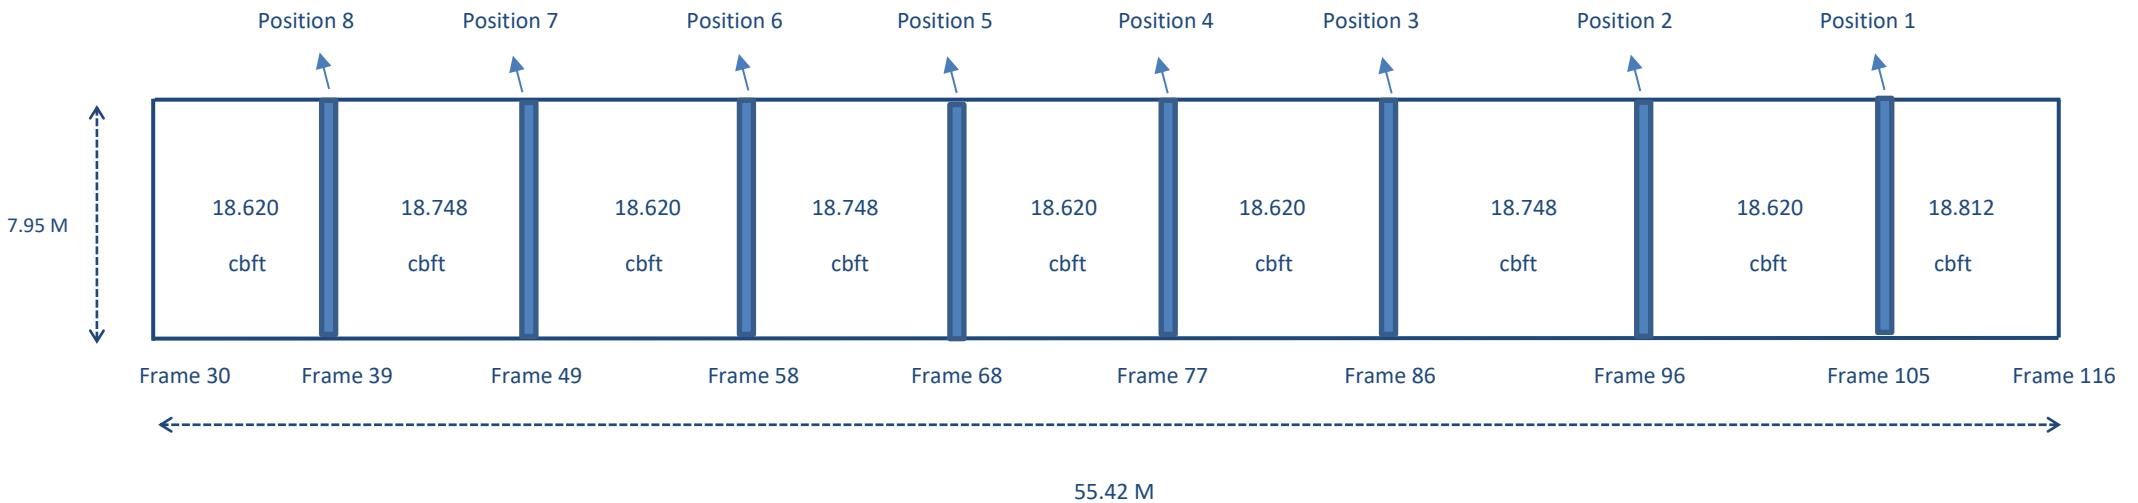 Position 8 Position 7 Position 6 Position 5 Position 4 Position 3 Position 2 Position 1
7.95 M
18.620 18.748 18.620 18.748 18.620 18.620 18.748 18.620 18.812
cbft cbft cbft cbft cbft cbft cbft cbft cbft
Frame 30 Frame 39 Frame 49 Frame 58 Frame 68 Frame 77 Frame 86 Frame 96 Frame 105 Frame 116
55.42 M